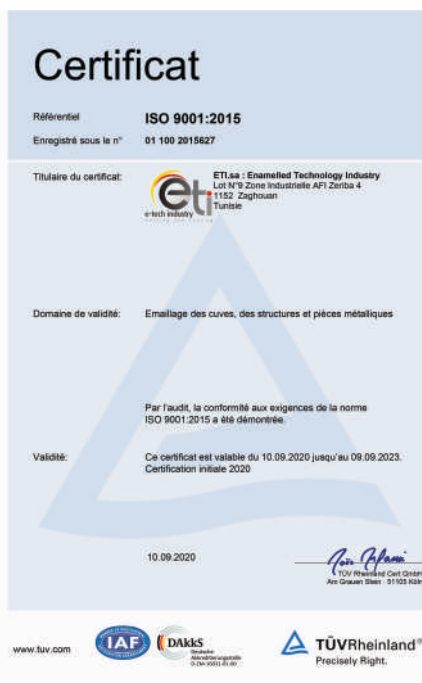 Certificat
Référentiel ISO 9001:2015
Enregistré sous le n° 01 100 2015627
Titulaire du certificat: ETI.sa : Enamelled Technology Industry
Lot N°9 Zone Industrielle AFI Zeriba 4
1152 Zaghouan
Tunisie
eti
e-tech industry
Domaine de validité: Emaillage des cuves, des structures et pièces métalliques
Par l'audit, la conformité aux exigences de la norme
ISO 9001:2015 a été démontrée.
Validité: Ce certificat est valable du 10.09.2020 jusqu'au 09.09.2023.
Certification initiale 2020
10.09.2020
TÜV Rheinland Cert GmbH
Am Grauen Stein · 51105 Köln
www.tuv.com
IAF
DAkkS
Deutsche
Akkreditierungsstelle
TÜVRheinland®
Precisely Right.